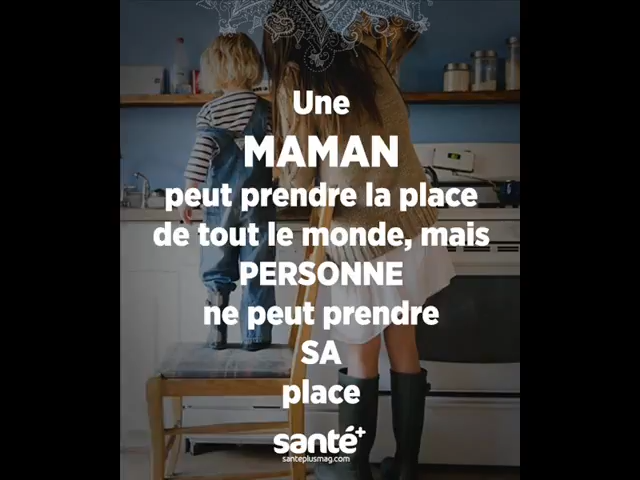 Une
MAMAN
peut prendre la place
de tout le monde, mais
PERSONNE
ne peut prendre
SA
place
santé+
santeplusmag.com